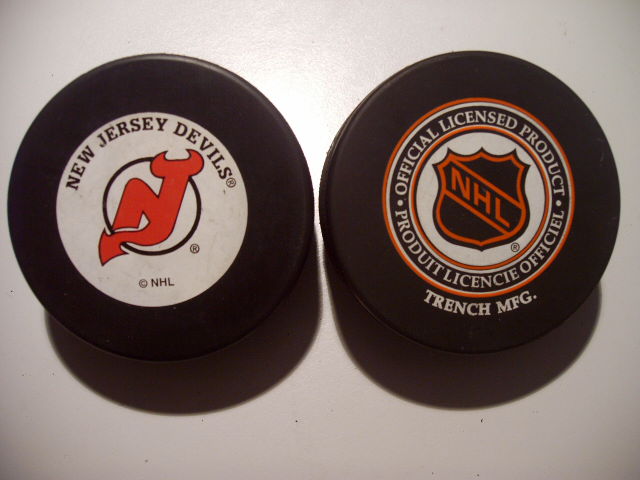 NEW JERSEY DEVILS®
®
© NHL
• OFFICIAL LICENSED PRODUCT •
NHL
®
PRODUIT LICENCIE OFFICIEL
TRENCH MFG.